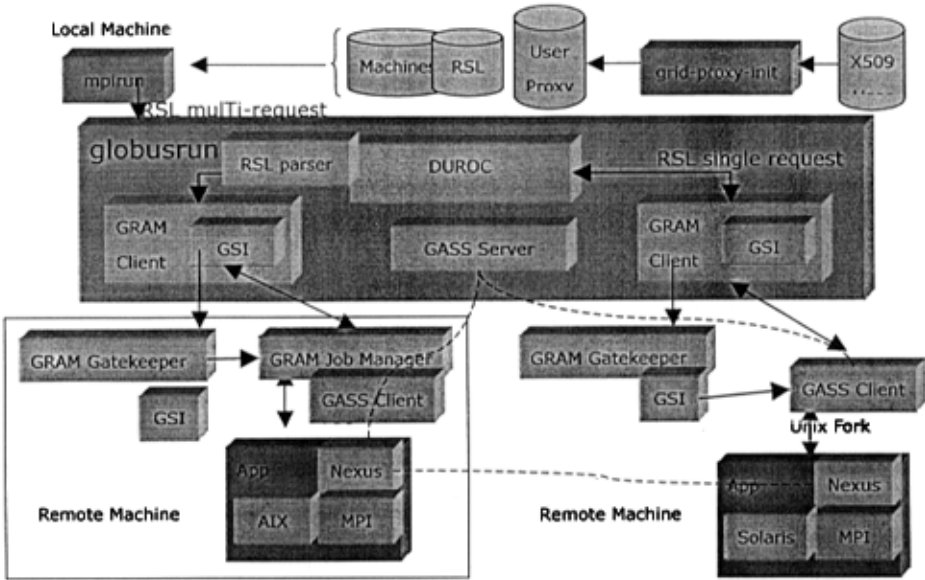 Local Machine
mpirun
Machines
RSL
User
Proxy
grid-proxy-init
X509
RSL mulTi-request
globusrun
RSL parser
DUROC
RSL single request
GRAM
Client
GSI
GASS Server
GRAM
Client
GSI
GRAM Gatekeeper
GRAM Job Manager
GSI
GASS Client
GRAM Gatekeeper
GSI
GASS Client
Unix Fork
App
Nexus
AIX
MPI
Remote Machine
App
Nexus
Solaris
MPI
Remote Machine